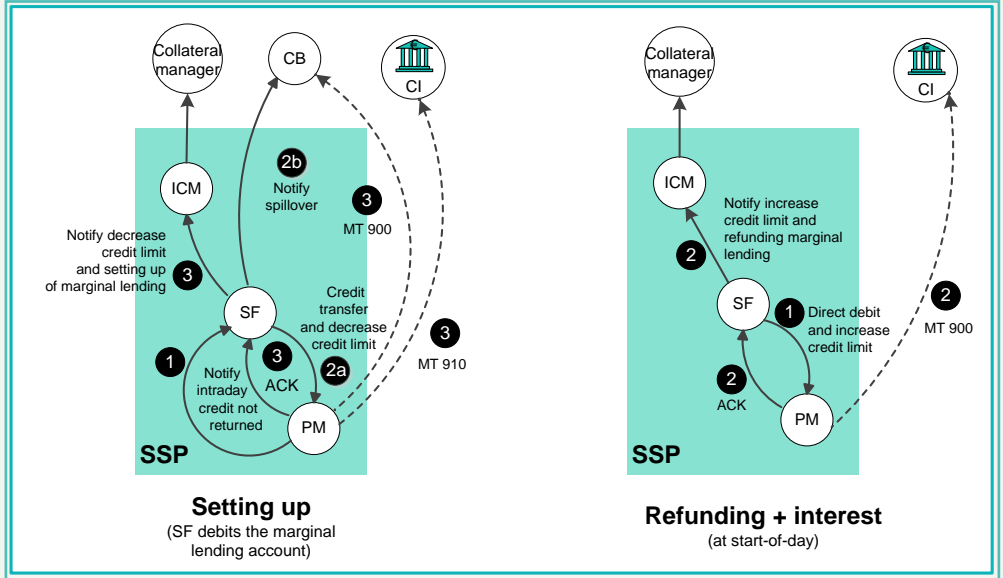 Collateral
manager
CB
CI
ICM
2b
Notify
spillover
3
MT 900
Notify decrease
credit limit
and setting up
of marginal lending
3
SF
Credit
transfer
and decrease
credit limit
1
3
ACK
2a
3
MT 910
Notify
intraday
credit not
returned
PM
SSP
Setting up
(SF debits the marginal
lending account)
Collateral
manager
CI
ICM
Notify increase
credit limit and
refunding marginal
lending
2
SF
1
Direct debit
and increase
credit limit
2
MT 900
2
ACK
PM
SSP
Refunding + interest
(at start-of-day)